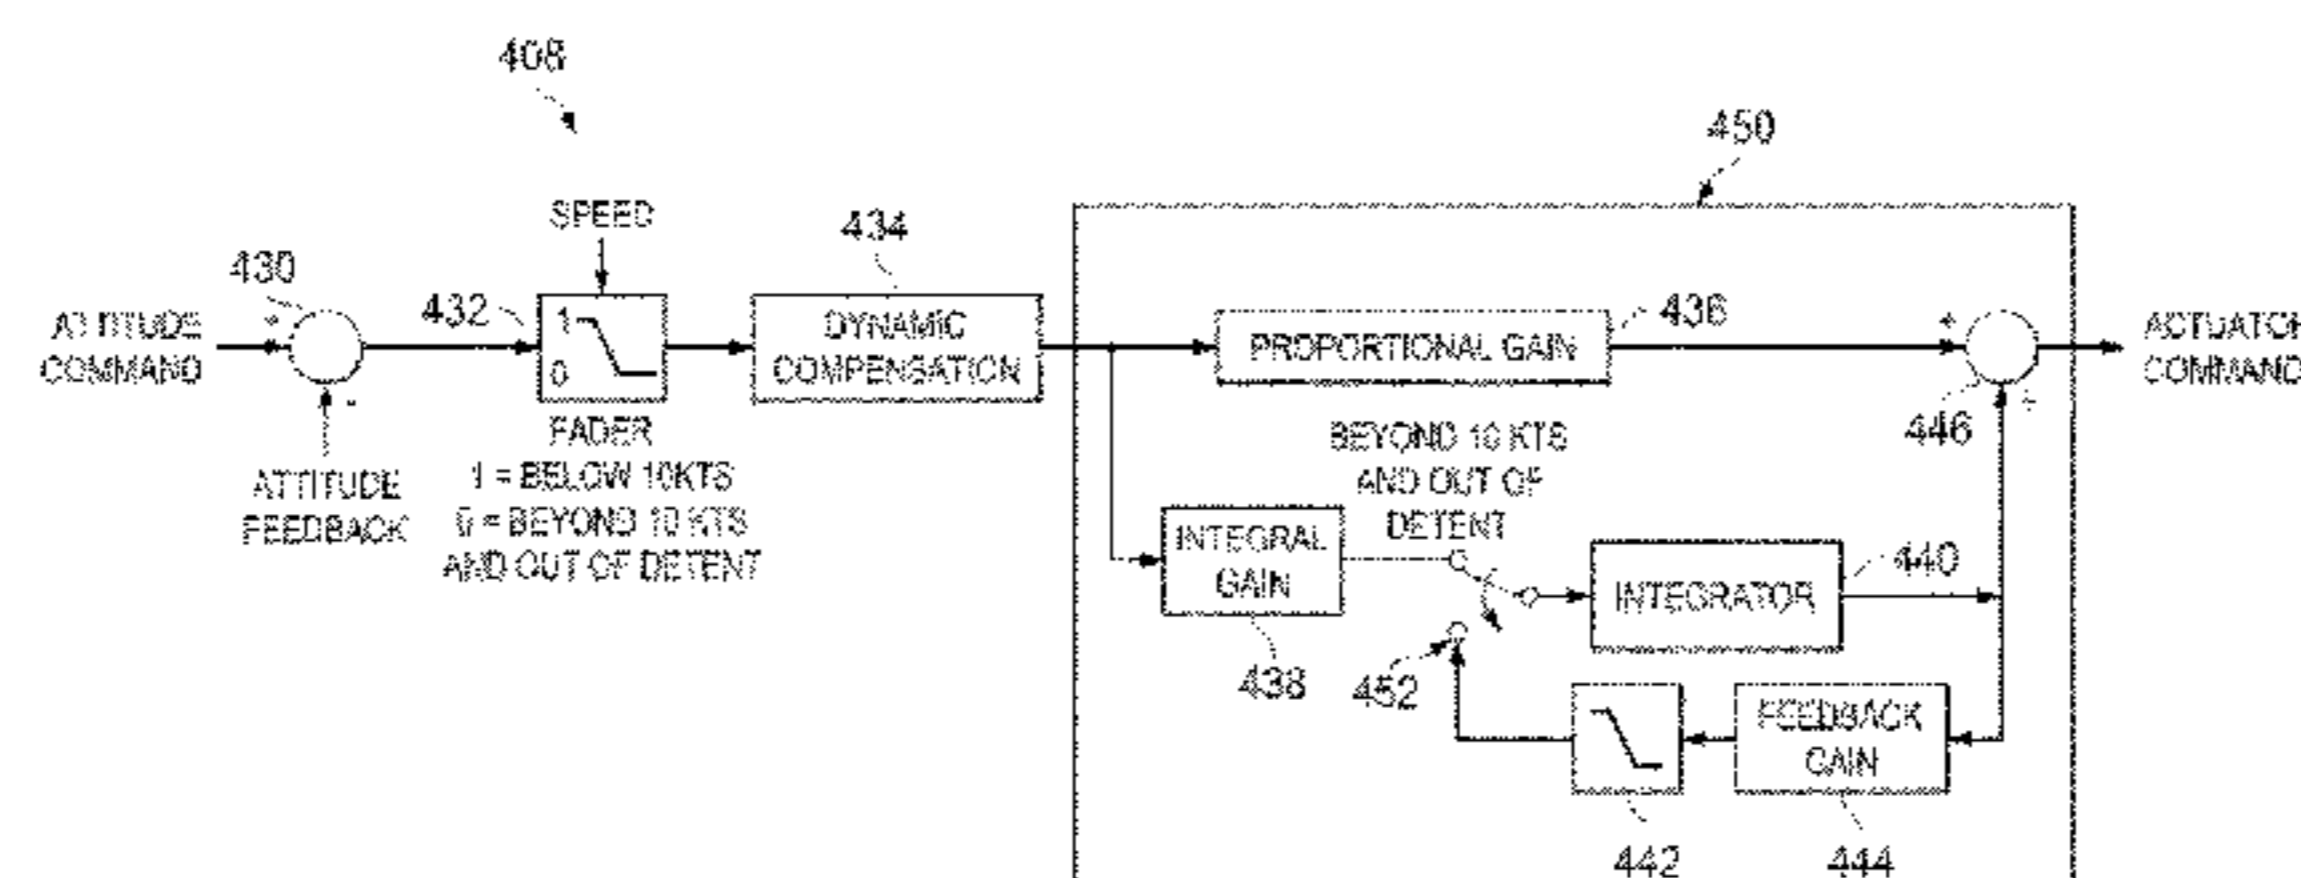 408
450
SPEED
434
430
432
436
ATTITUDE
COMMAND
1
0
DYNAMIC
COMPENSATION
PROPORTIONAL GAIN
ACTUATOR
COMMAND
+
-
+
+
446
FADER
1 = BELOW 10KTS
0 = BEYOND 10 KTS
AND OUT OF DETENT
ATTITUDE
FEEDBACK
BEYOND 10 KTS
AND OUT OF
DETENT
INTEGRAL
GAIN
INTEGRATOR
440
438
452
FEEDBACK
GAIN
442
444